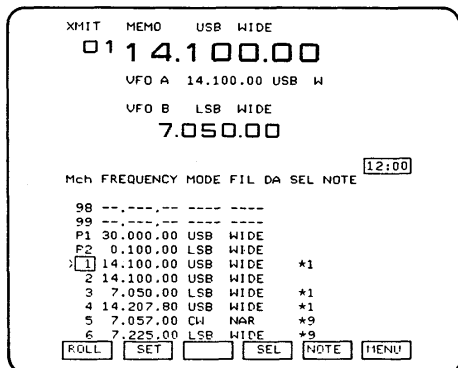 XMIT MEMO USB WIDE
01 14.100.00
VFO A 14.100.00 USB W
VFO B LSB WIDE
7.050.00
12:00
Mch FREQUENCY MODE FIL DA SEL NOTE
98 --.---.-- ---- ----
99 --.---.-- ---- ----
P1 30.000.00 USB WIDE
P2 0.100.00 LSB WIDE
>1 14.100.00 USB WIDE *1
2 14.100.00 USB WIDE
3 7.050.00 LSB WIDE *1
4 14.207.80 USB WIDE *1
5 7.057.00 CW NAR *9
6 7.225.00 LSB WIDE *9
ROLL SET SEL NOTE MENU